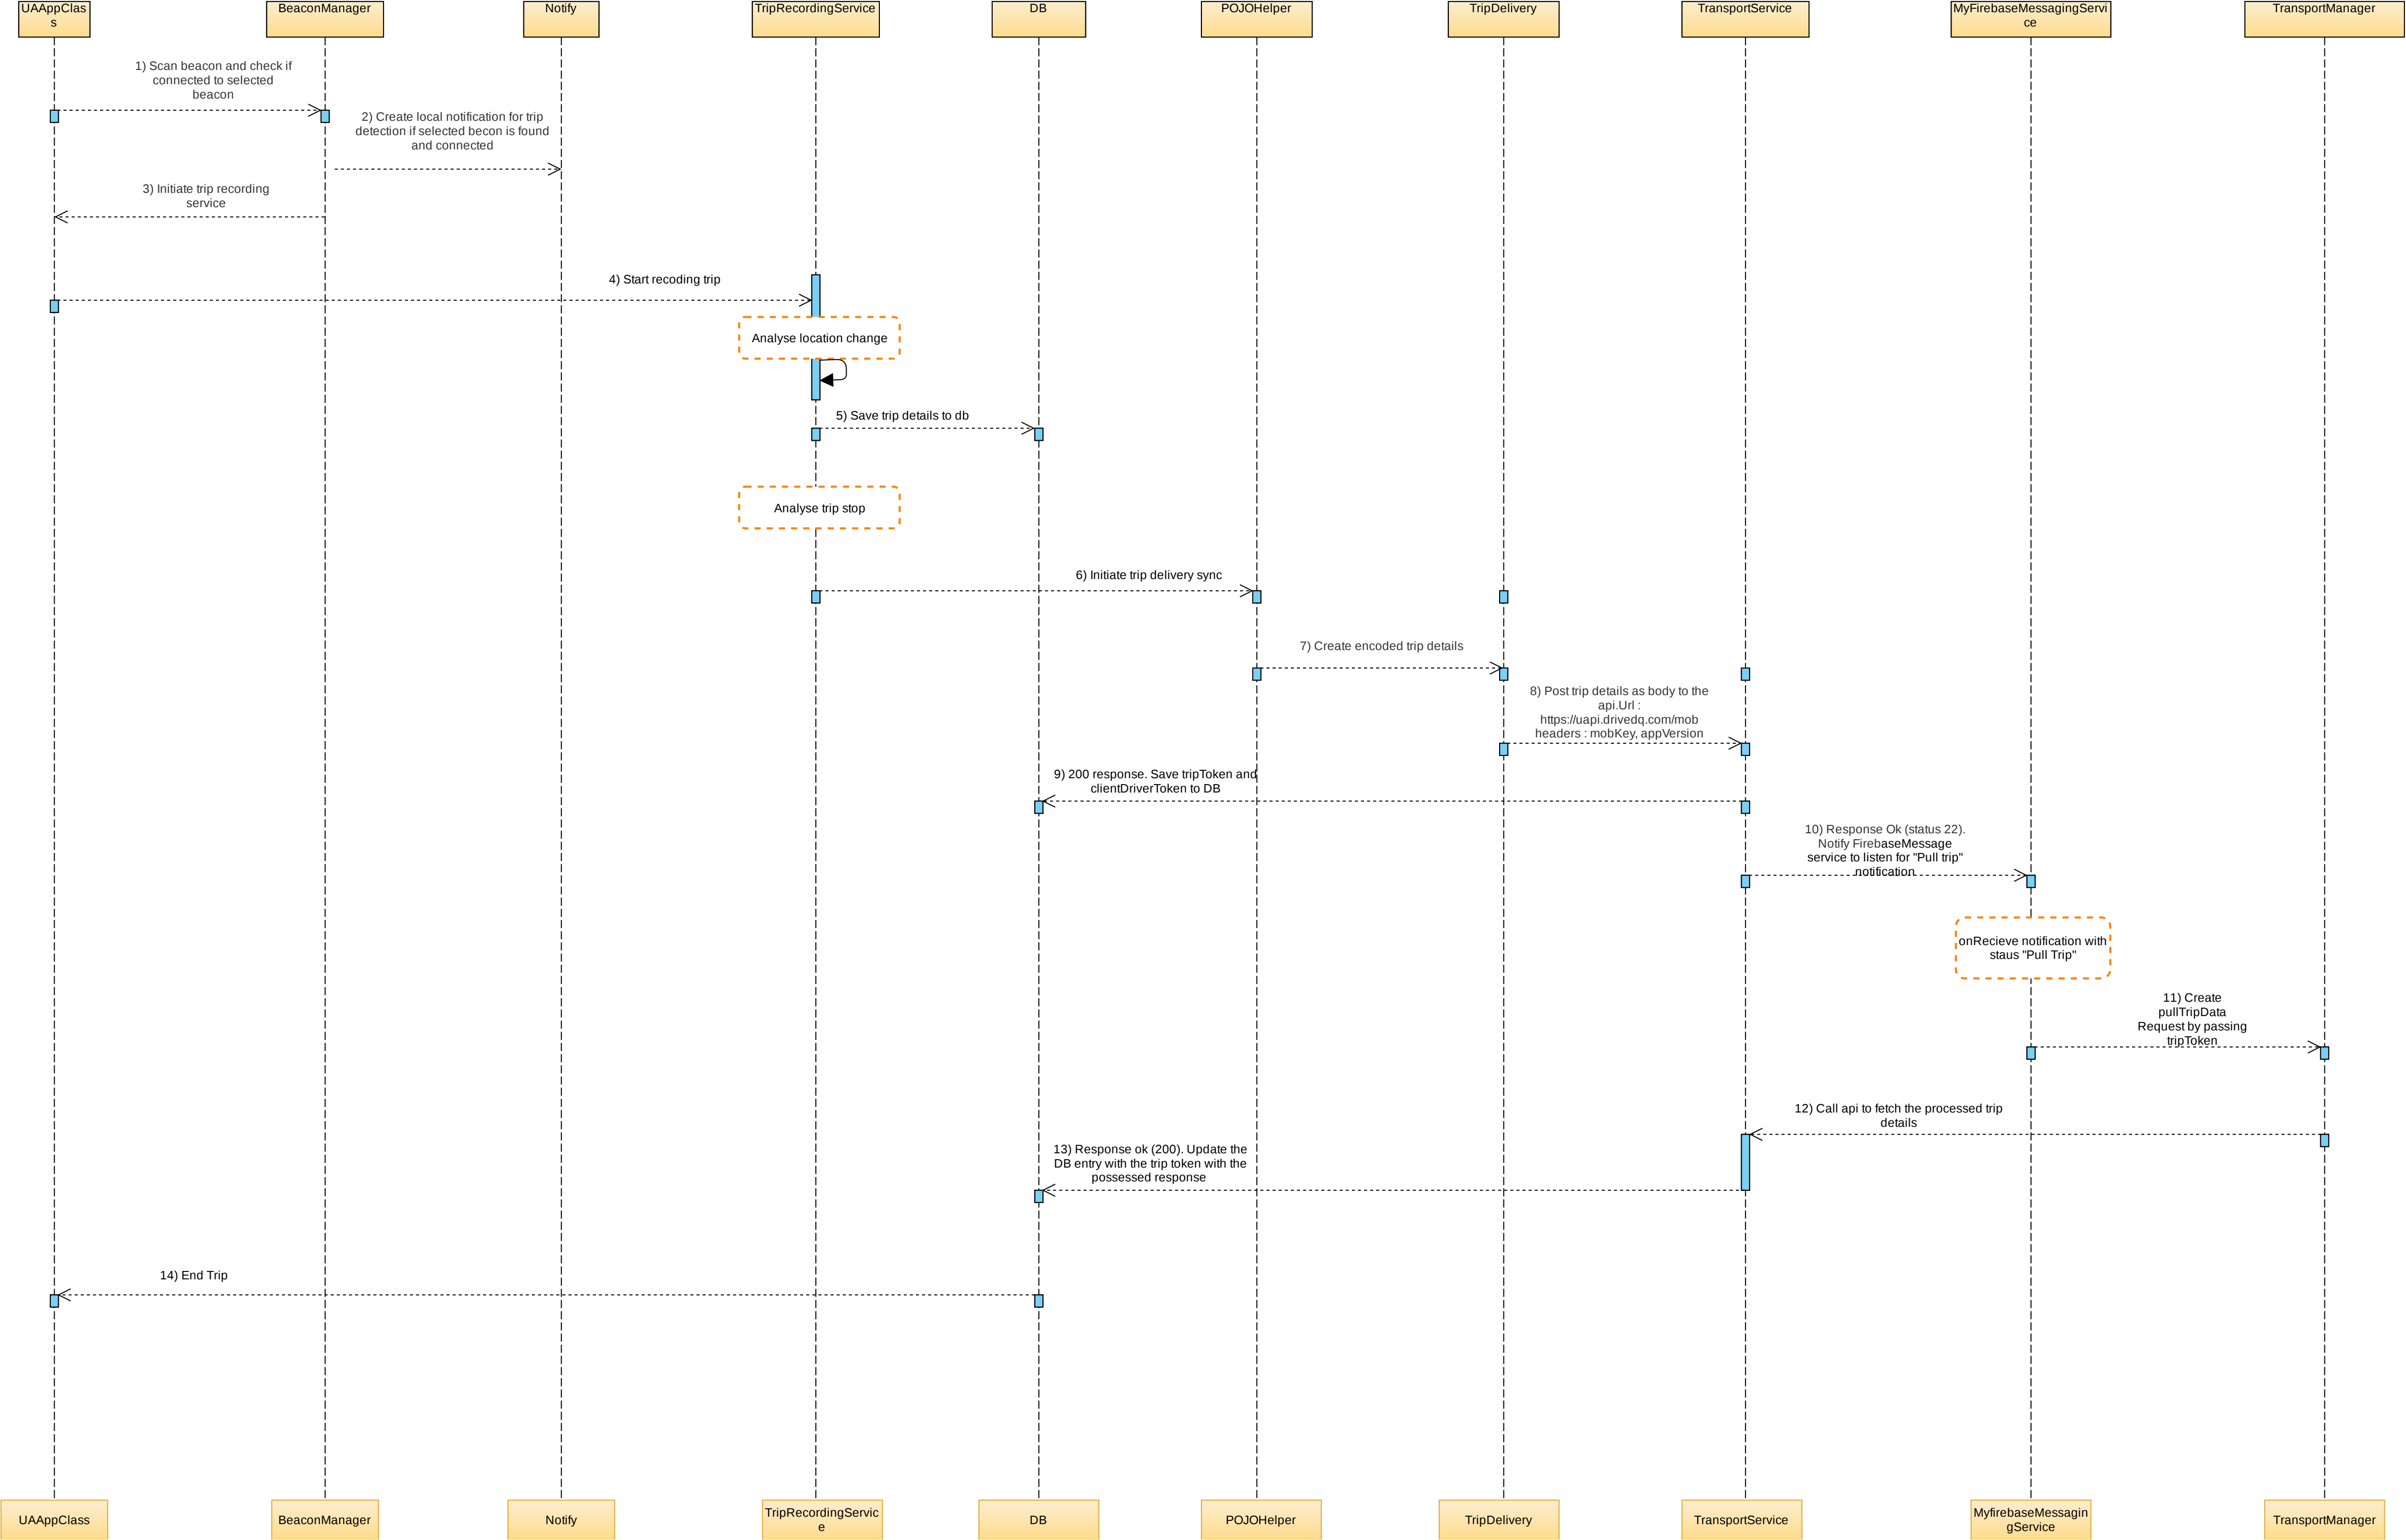 UAAppClas
s
BeaconManager
Notify
TripRecordingService
DB
POJOHelper
TripDelivery
TransportService
MyFirebaseMessagingServi
ce
TransportManager
1) Scan beacon and check if
connected to selected
beacon
2) Create local notification for trip
detection if selected becon is found
and connected
3) Initiate trip recording
service
4) Start recoding trip
Analyse location change
5) Save trip details to db
Analyse trip stop
6) Initiate trip delivery sync
7) Create encoded trip details
8) Post trip details as body to the
api.Url :
https://uapi.drivedq.com/mob
headers : mobKey, appVersion
9) 200 response. Save tripToken and
clientDriverToken to DB
10) Response Ok (status 22).
Notify FirebaseMessage
service to listen for "Pull trip"
notification
onRecieve notification with
staus "Pull Trip"
11) Create
pullTripData
Request by passing
tripToken
12) Call api to fetch the processed trip
details
13) Response ok (200). Update the
DB entry with the trip token with the
possessed response
14) End Trip
UAAppClass
BeaconManager
Notify
TripRecordingServic
e
DB
POJOHelper
TripDelivery
TransportService
MyfirebaseMessagin
gService
TransportManager